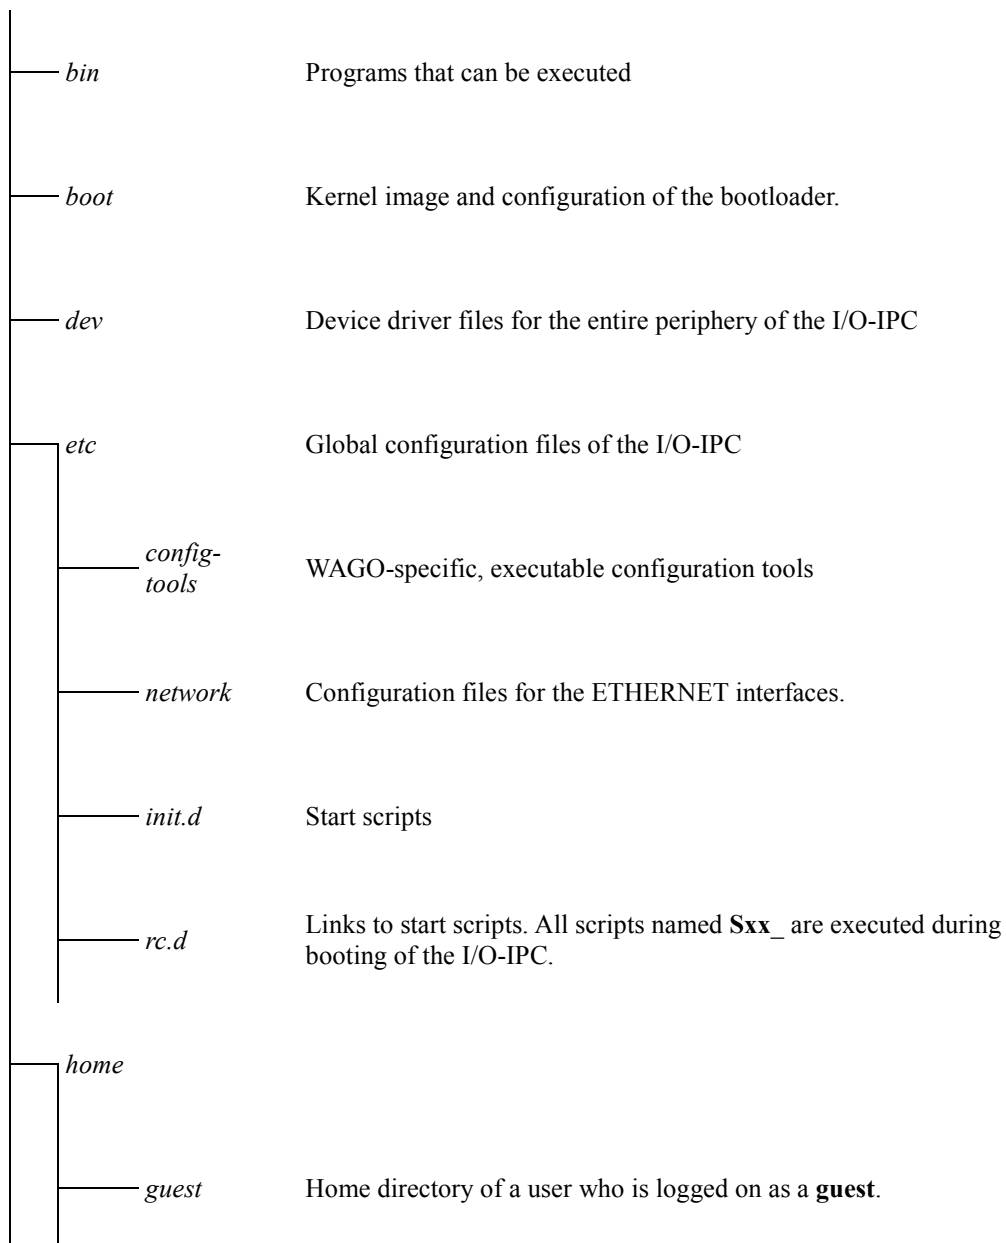 bin Programs that can be executed
boot Kernel image and configuration of the bootloader.
dev Device driver files for the entire periphery of the I/O-IPC
etc Global configuration files of the I/O-IPC
config-
tools WAGO-specific, executable configuration tools
network Configuration files for the ETHERNET interfaces.
init.d Start scripts
rc.d Links to start scripts. All scripts named Sxx_ are executed during
booting of the I/O-IPC.
home
guest Home directory of a user who is logged on as a guest.